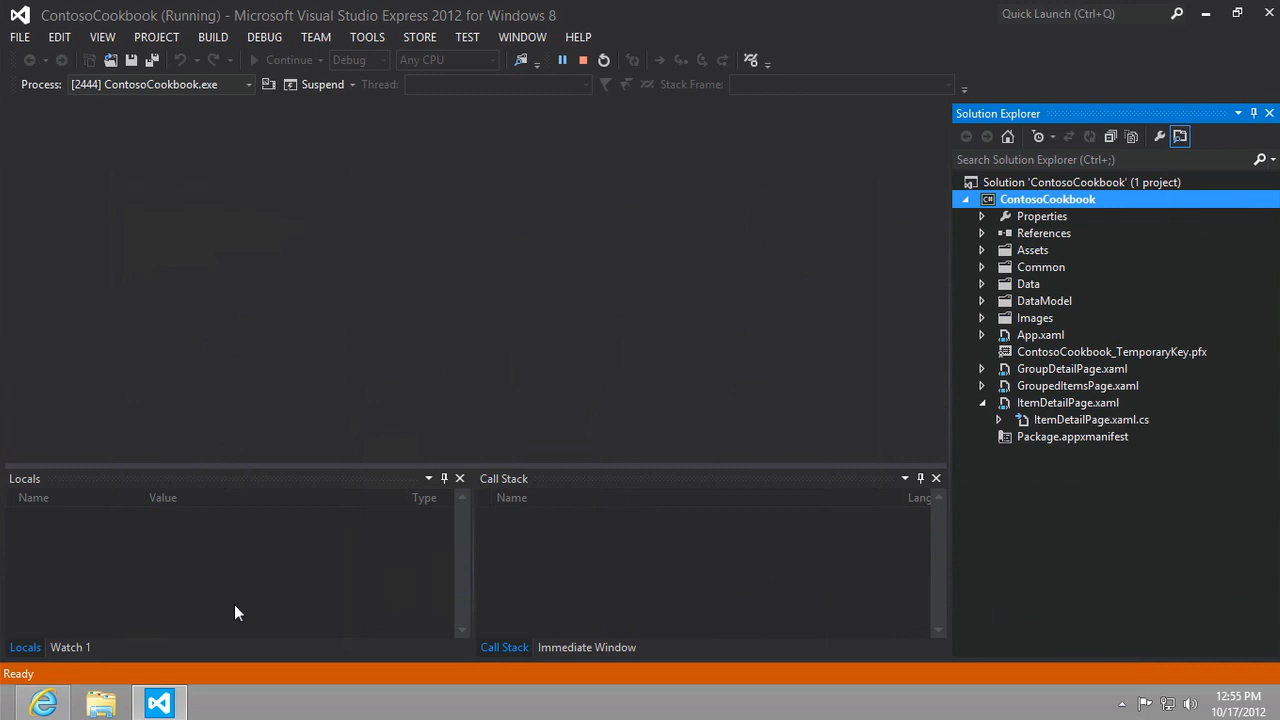 ContosoCookbook (Running) - Microsoft Visual Studio Express 2012 for Windows 8
Quick Launch (Ctrl+Q)
FILE EDIT VIEW PROJECT BUILD DEBUG TEAM TOOLS STORE TEST WINDOW HELP
Continue Debug Any CPU
Process: [2444] ContosoCookbook.exe Suspend Thread: Stack Frame:
Solution Explorer
Search Solution Explorer (Ctrl+;)
Solution 'ContosoCookbook' (1 project)
C# ContosoCookbook
Properties
References
Assets
Common
Data
DataModel
Images
App.xaml
ContosoCookbook_TemporaryKey.pfx
GroupDetailPage.xaml
GroupedItemsPage.xaml
ItemDetailPage.xaml
ItemDetailPage.xaml.cs
Package.appxmanifest
Locals
Name Value Type
Locals Watch 1
Call Stack
Name Lang
Call Stack Immediate Window
Ready
12:55 PM
10/17/2012